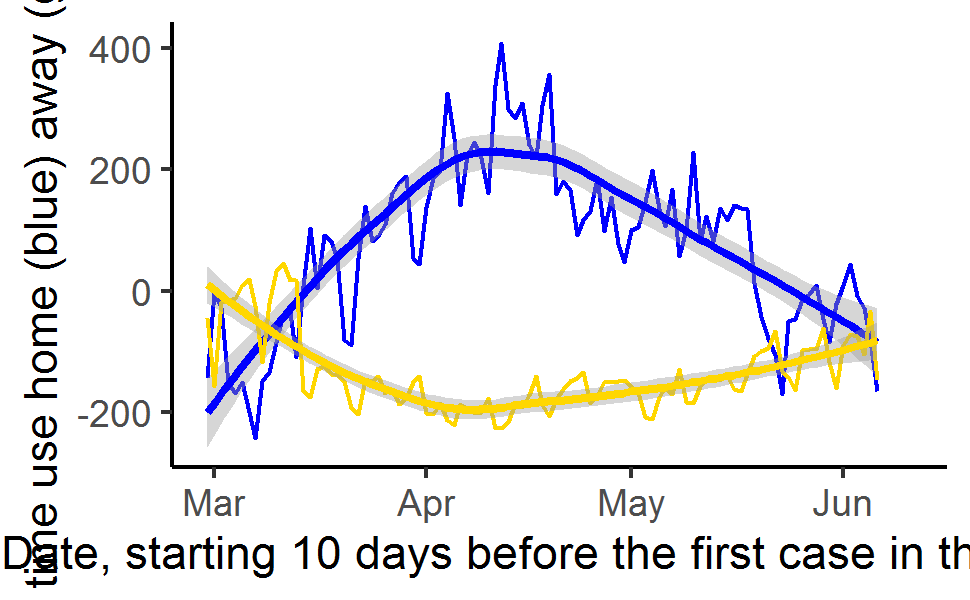 time use home (blue) away (g
400
200
0
-200
Mar Apr May Jun
Date, starting 10 days before the first case in th